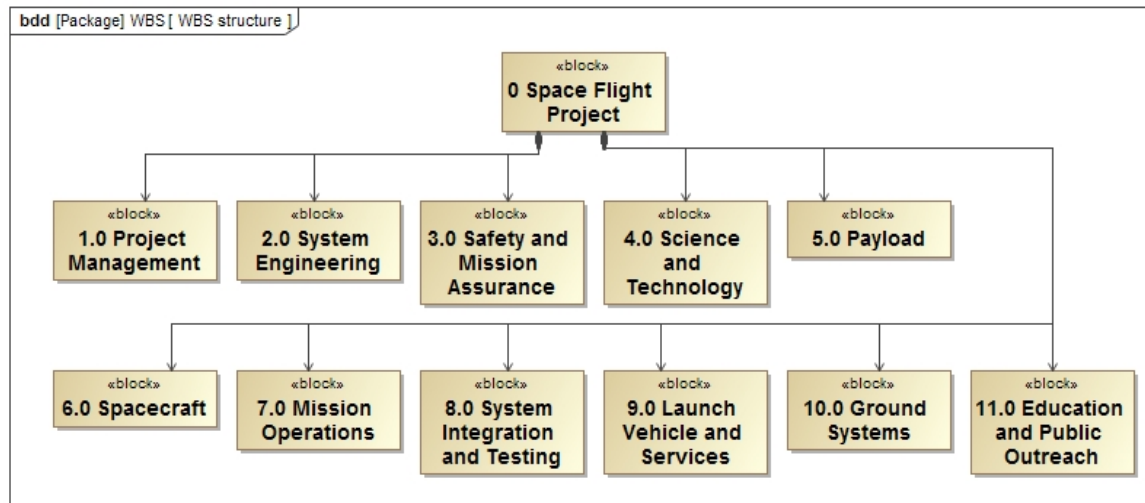 bdd [Package] WBS [ WBS structure ]
«block»
0 Space Flight
Project
«block»
1.0 Project
Management
«block»
2.0 System
Engineering
«block»
3.0 Safety and
Mission
Assurance
«block»
4.0 Science
and
Technology
«block»
5.0 Payload
«block»
6.0 Spacecraft
«block»
7.0 Mission
Operations
«block»
8.0 System
Integration
and Testing
«block»
9.0 Launch
Vehicle and
Services
«block»
10.0 Ground
Systems
«block»
11.0 Education
and Public
Outreach